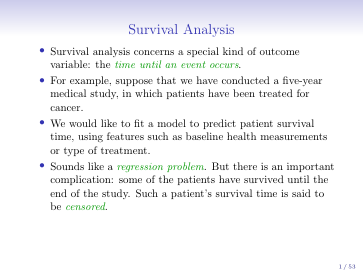 Survival Analysis
• Survival analysis concerns a special kind of outcome
variable: the time until an event occurs.
• For example, suppose that we have conducted a five-year
medical study, in which patients have been treated for
cancer.
• We would like to fit a model to predict patient survival
time, using features such as baseline health measurements
or type of treatment.
• Sounds like a regression problem. But there is an important
complication: some of the patients have survived until the
end of the study. Such a patient's survival time is said to
be censored.
1 / 53